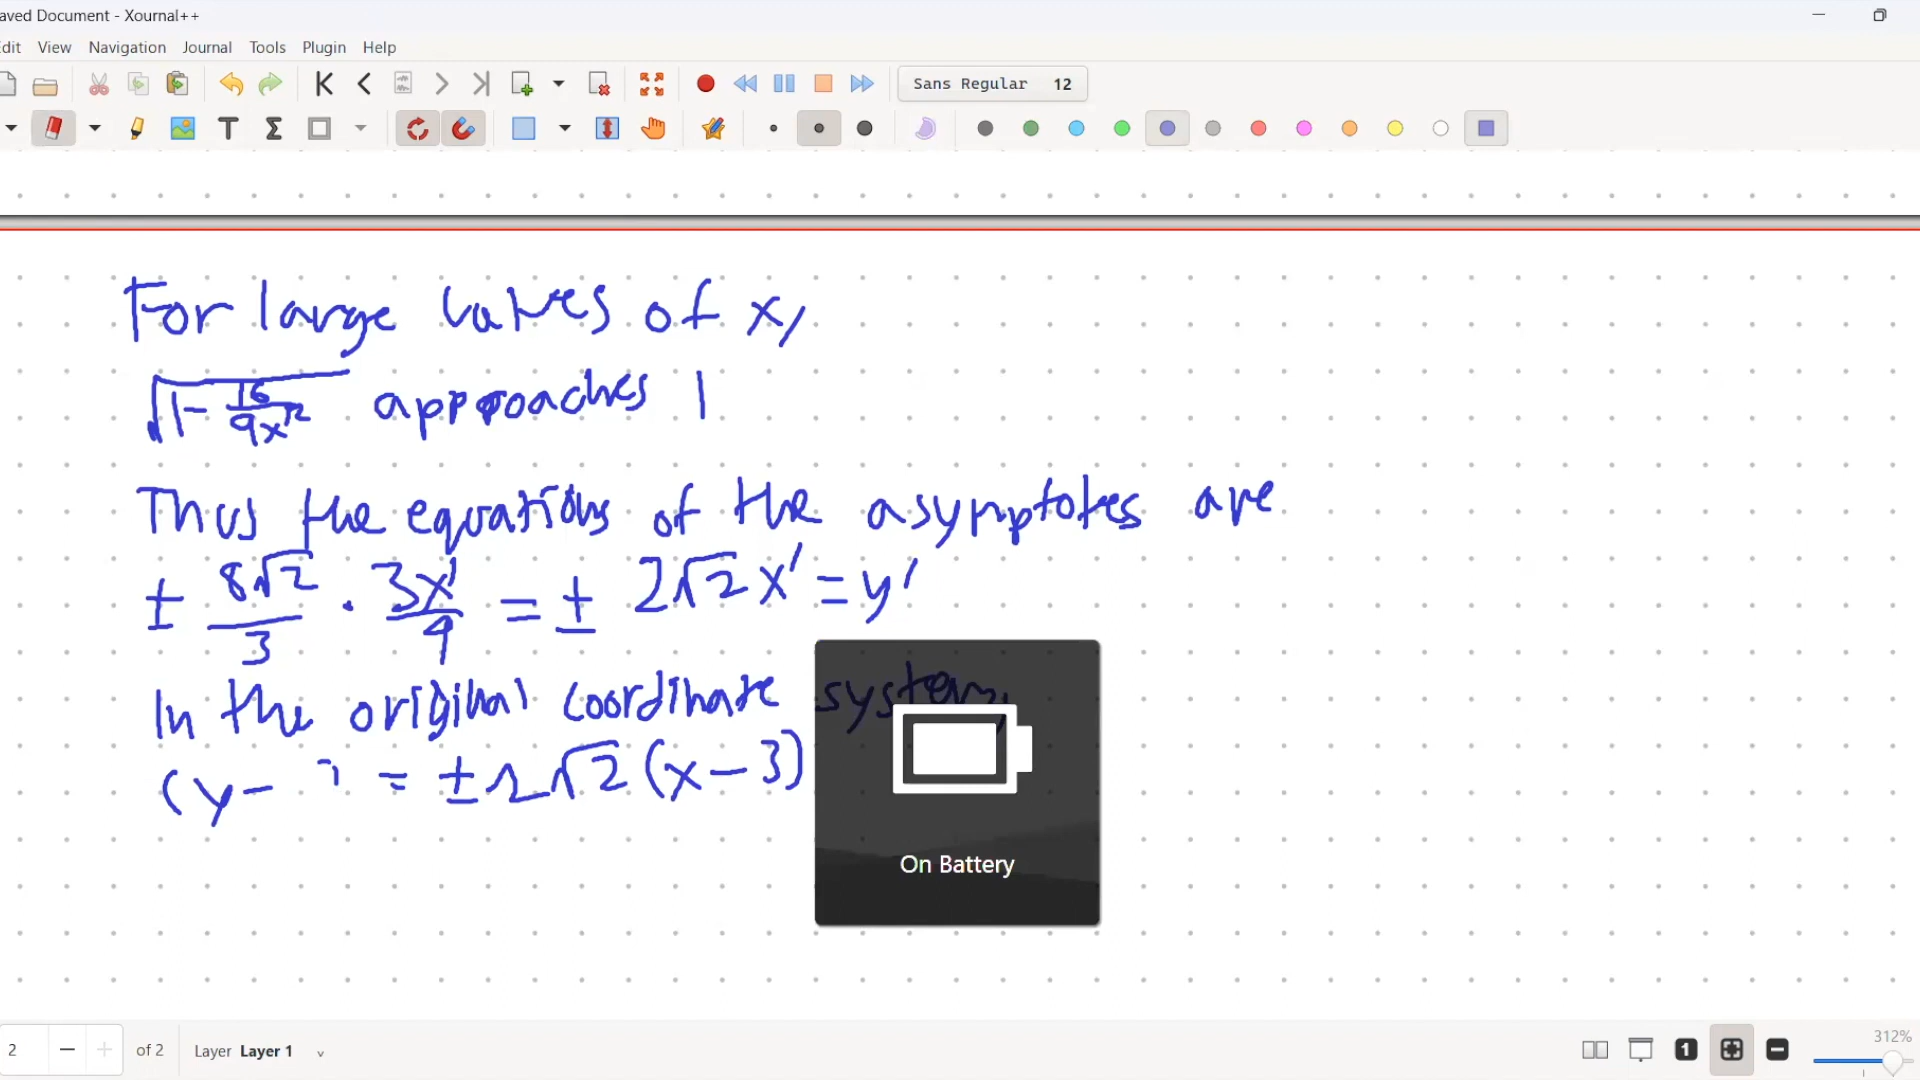 aved Document - Xournal++
dit View Navigation Journal Tools Plugin Help
Sans Regular 12
For large values of x,
√(1 - 16/9x'²) approaches 1
Thus the equations of the asymptotes are
± 8√2/3 · 3x'/4 = ± 2√2 x' = y'
In the original coordinate system,
(y- = ±2√2(x-3)
On Battery
2 of 2 Layer Layer 1
312%